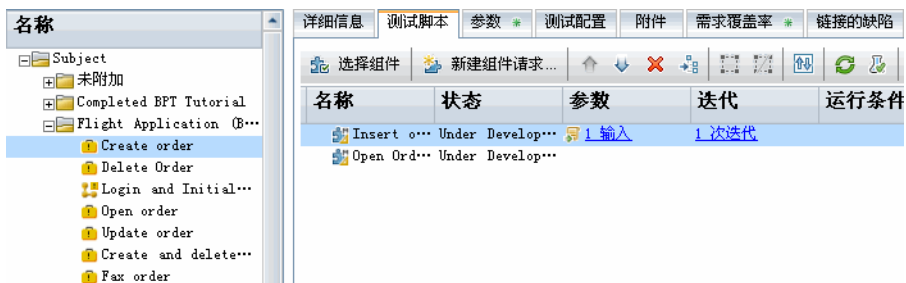 名称
Subject
未附加
Completed BPT Tutorial
Flight Application (B…
Create order
Delete Order
Login and Initial…
Open order
Update order
Create and delete…
Fax order
详细信息 测试脚本 参数 * 测试配置 附件 需求覆盖率 * 链接的缺陷
选择组件 新建组件请求...
名称 状态 参数 迭代 运行条件
Insert o… Under Develop… 1 输入 1 次迭代
Open Ord… Under Develop…